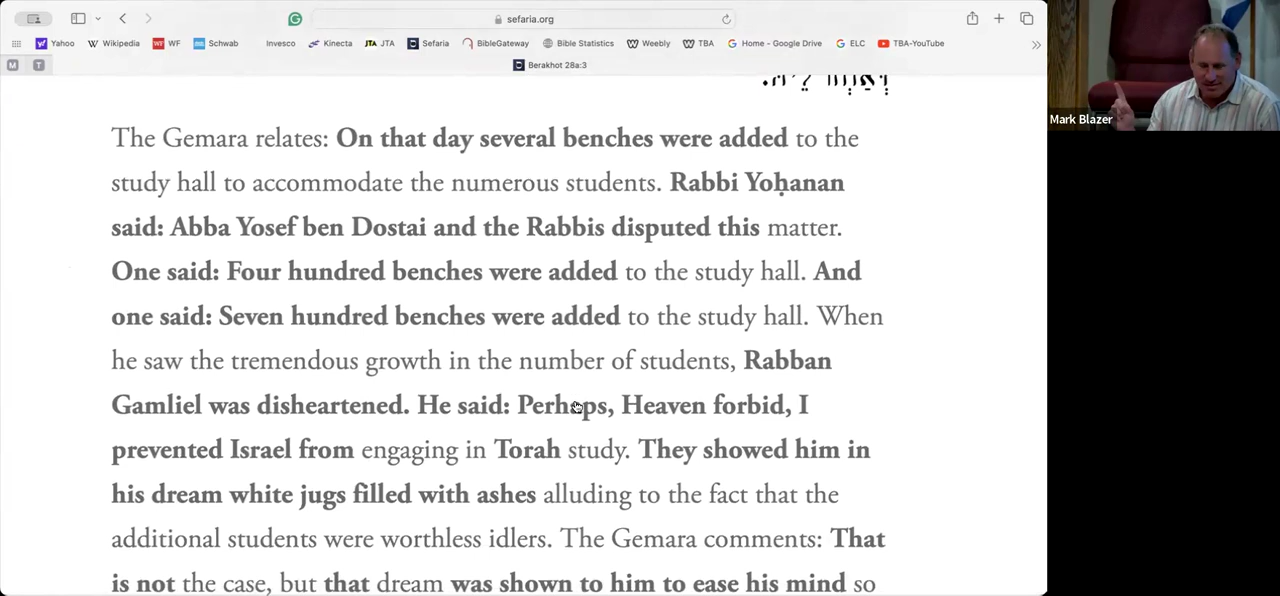 sefaria.org
Yahoo Wikipedia WF WF Schwab Invesco Kinecta JTA JTA Sefaria BibleGateway Bible Statistics Weebly TBA Home - Google Drive ELC TBA-YouTube
M T Berakhot 28a:3
Mark Blazer
The Gemara relates: On that day several benches were added to the
study hall to accommodate the numerous students. Rabbi Yoḥanan
said: Abba Yosef ben Dostai and the Rabbis disputed this matter.
One said: Four hundred benches were added to the study hall. And
one said: Seven hundred benches were added to the study hall. When
he saw the tremendous growth in the number of students, Rabban
Gamliel was disheartened. He said: Perhaps, Heaven forbid, I
prevented Israel from engaging in Torah study. They showed him in
his dream white jugs filled with ashes alluding to the fact that the
additional students were worthless idlers. The Gemara comments: That
is not the case, but that dream was shown to him to ease his mind so